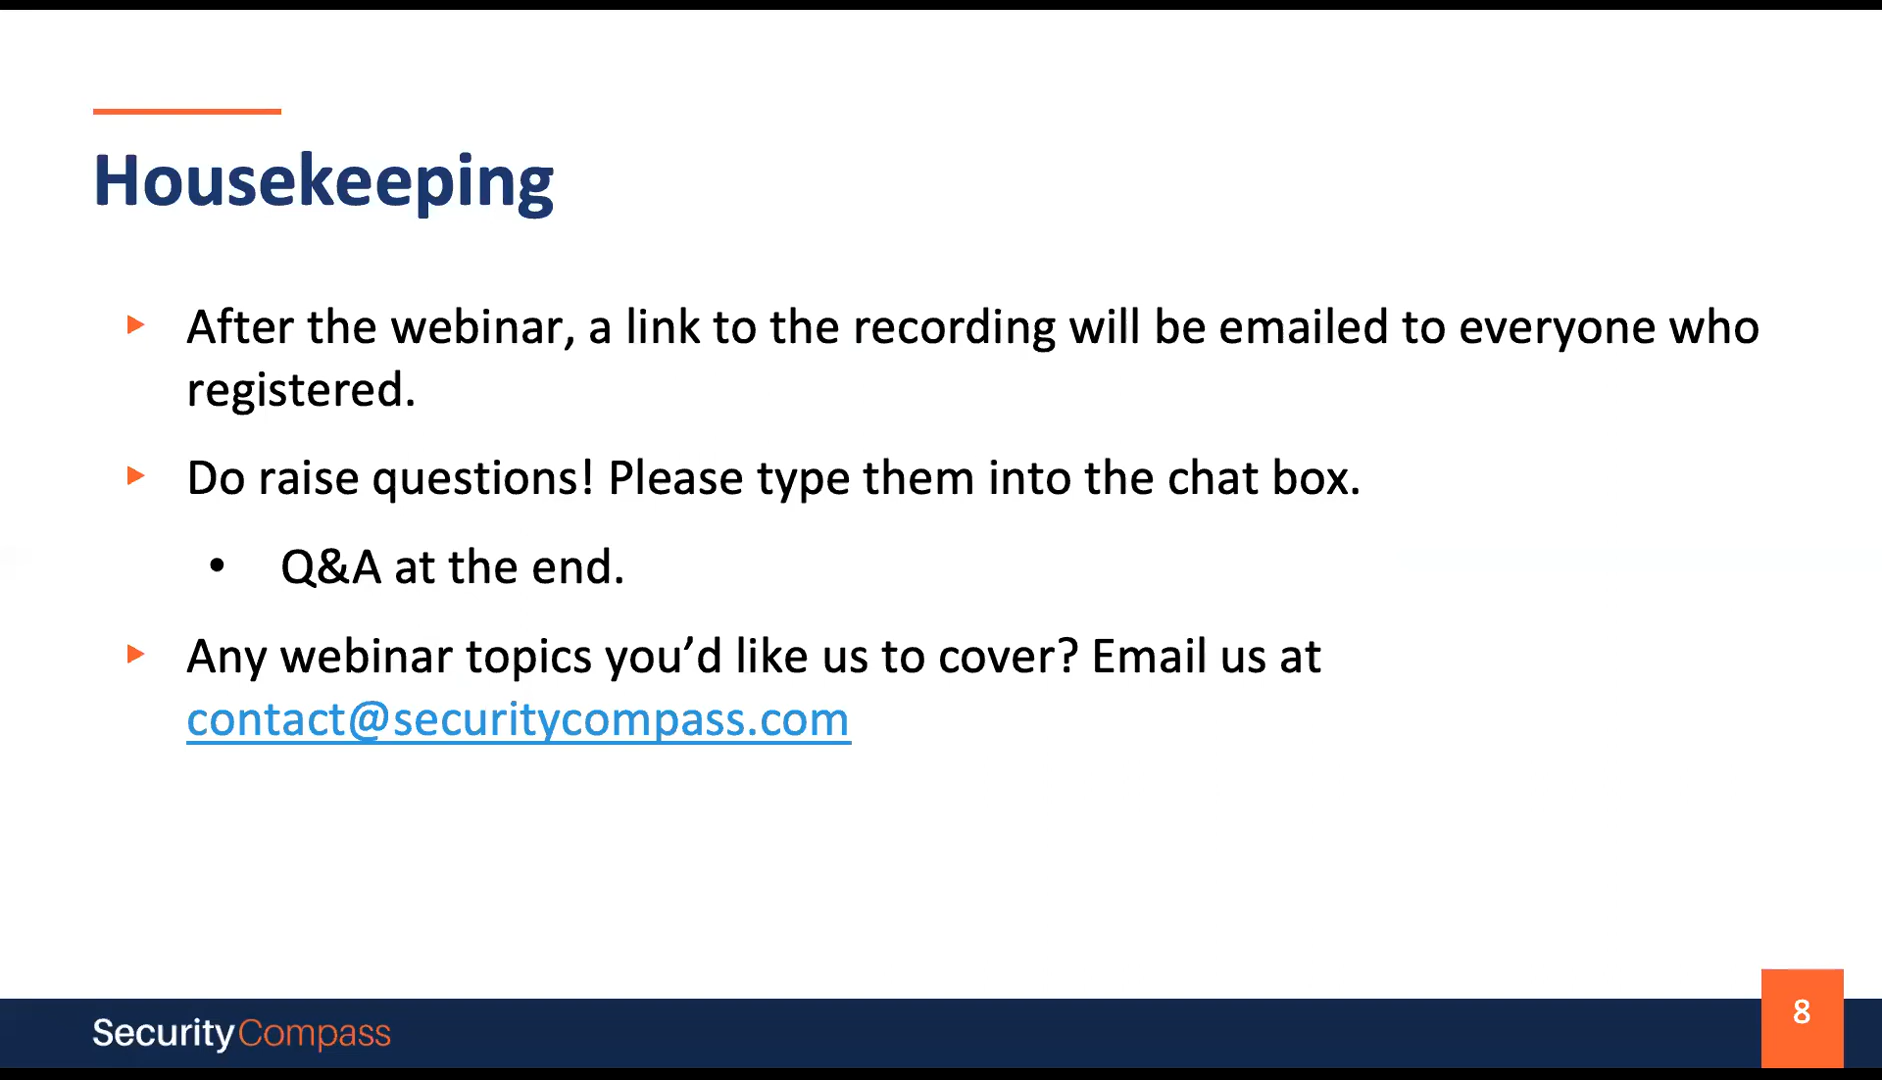 Housekeeping
After the webinar, a link to the recording will be emailed to everyone who
registered.
Do raise questions! Please type them into the chat box.
Q&A at the end.
Any webinar topics you’d like us to cover? Email us at
contact@securitycompass.com
SecurityCompass
8